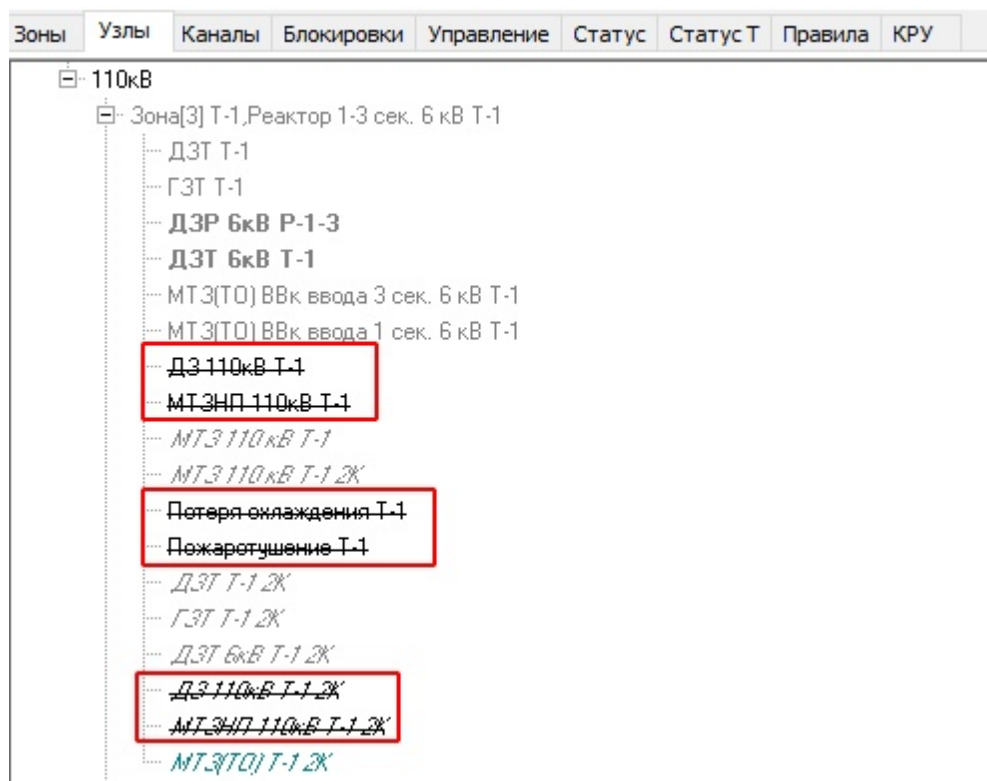 Зоны Узлы Каналы Блокировки Управление Статус Статус Т Правила КРУ
110кВ
Зона[3] Т-1,Реактор 1-3 сек. 6 кВ Т-1
ДЗТ Т-1
ГЗТ Т-1
ДЗР 6кВ Р-1-3
ДЗТ 6кВ Т-1
МТЗ(ТО) ВВк ввода 3 сек. 6 кВ Т-1
МТЗ(ТО) ВВк ввода 1 сек. 6 кВ Т-1
ДЗ 110кВ Т-1
МТЗНП 110кВ Т-1
МТЗ 110 кВ Т-1
МТЗ 110 кВ Т-1 2К
Потеря охлаждения Т-1
Пожаротушение Т-1
ДЗТ Т-1 2К
ГЗТ Т-1 2К
ДЗТ 6кВ Т-1 2К
ДЗ 110кВ Т-1 2К
МТЗНП 110кВ Т-1 2К
МТЗ(ТО) Т-1 2К